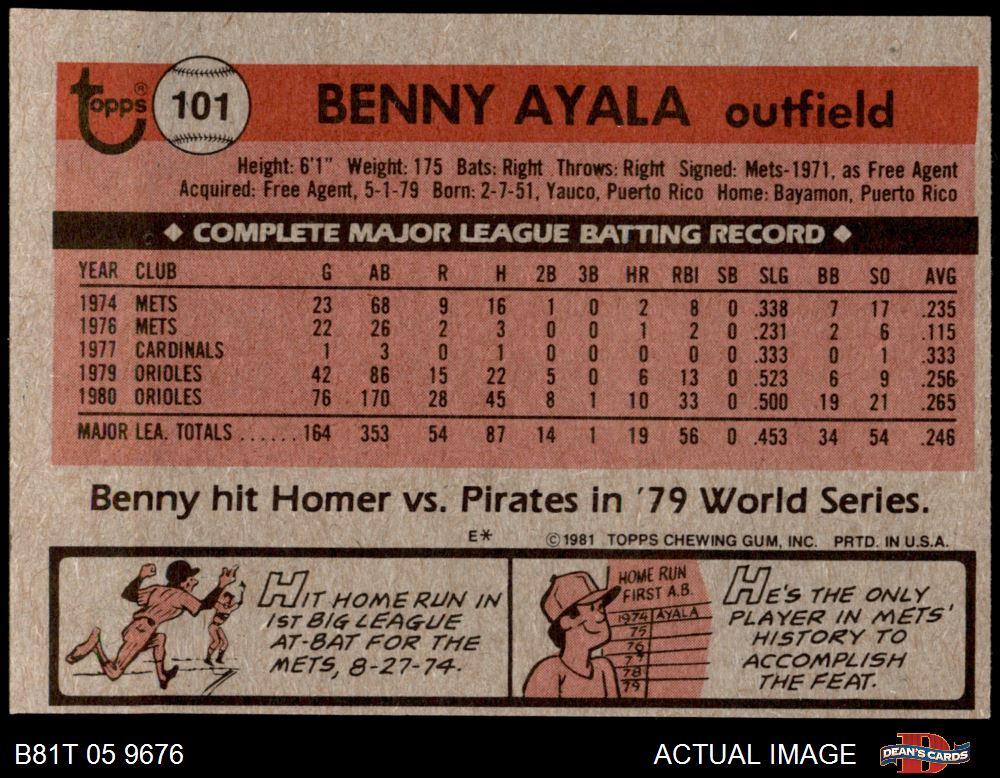 Topps® 101 BENNY AYALA outfield
Height: 6'1" Weight: 175 Bats: Right Throws: Right Signed: Mets-1971, as Free Agent
Acquired: Free Agent, 5-1-79 Born: 2-7-51, Yauco, Puerto Rico Home: Bayamon, Puerto Rico
◆ COMPLETE MAJOR LEAGUE BATTING RECORD ◆
YEAR CLUB G AB R H 2B 3B HR RBI SB SLG BB SO AVG
1974 METS 23 68 9 16 1 0 2 8 0 .338 7 17 .235
1976 METS 22 26 2 3 0 0 1 2 0 .231 2 6 .115
1977 CARDINALS 1 3 0 1 0 0 0 0 0 .333 0 1 .333
1979 ORIOLES 42 86 15 22 5 0 6 13 0 .523 6 9 .256
1980 ORIOLES 76 170 28 45 8 1 10 33 0 .500 19 21 .265
MAJOR LEA. TOTALS ...... 164 353 54 87 14 1 19 56 0 .453 34 54 .246
Benny hit Homer vs. Pirates in '79 World Series.
E* © 1981 TOPPS CHEWING GUM, INC. PRTD. IN U.S.A.
HIT HOME RUN IN
1ST BIG LEAGUE
AT-BAT FOR THE
METS, 8-27-74.
HOME RUN
FIRST A.B.
1974 AYALA
75
76
77
78
79
HE'S THE ONLY
PLAYER IN METS'
HISTORY TO
ACCOMPLISH
THE FEAT.
B81T 05 9676 ACTUAL IMAGE DEAN'S CARDS